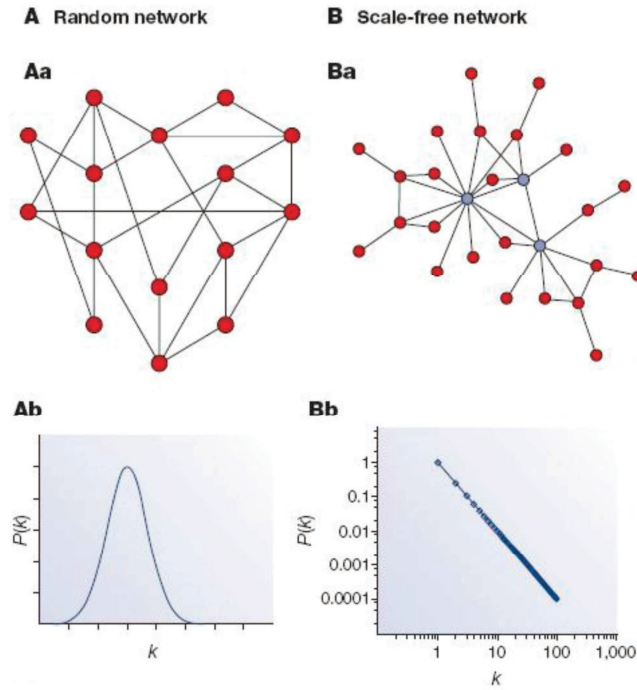 A Random network
B Scale-free network
Aa
Ba
Ab
Bb
P(k)
k
P(k)
1
0.1
0.01
0.001
0.0001
1
10
100
1,000
k